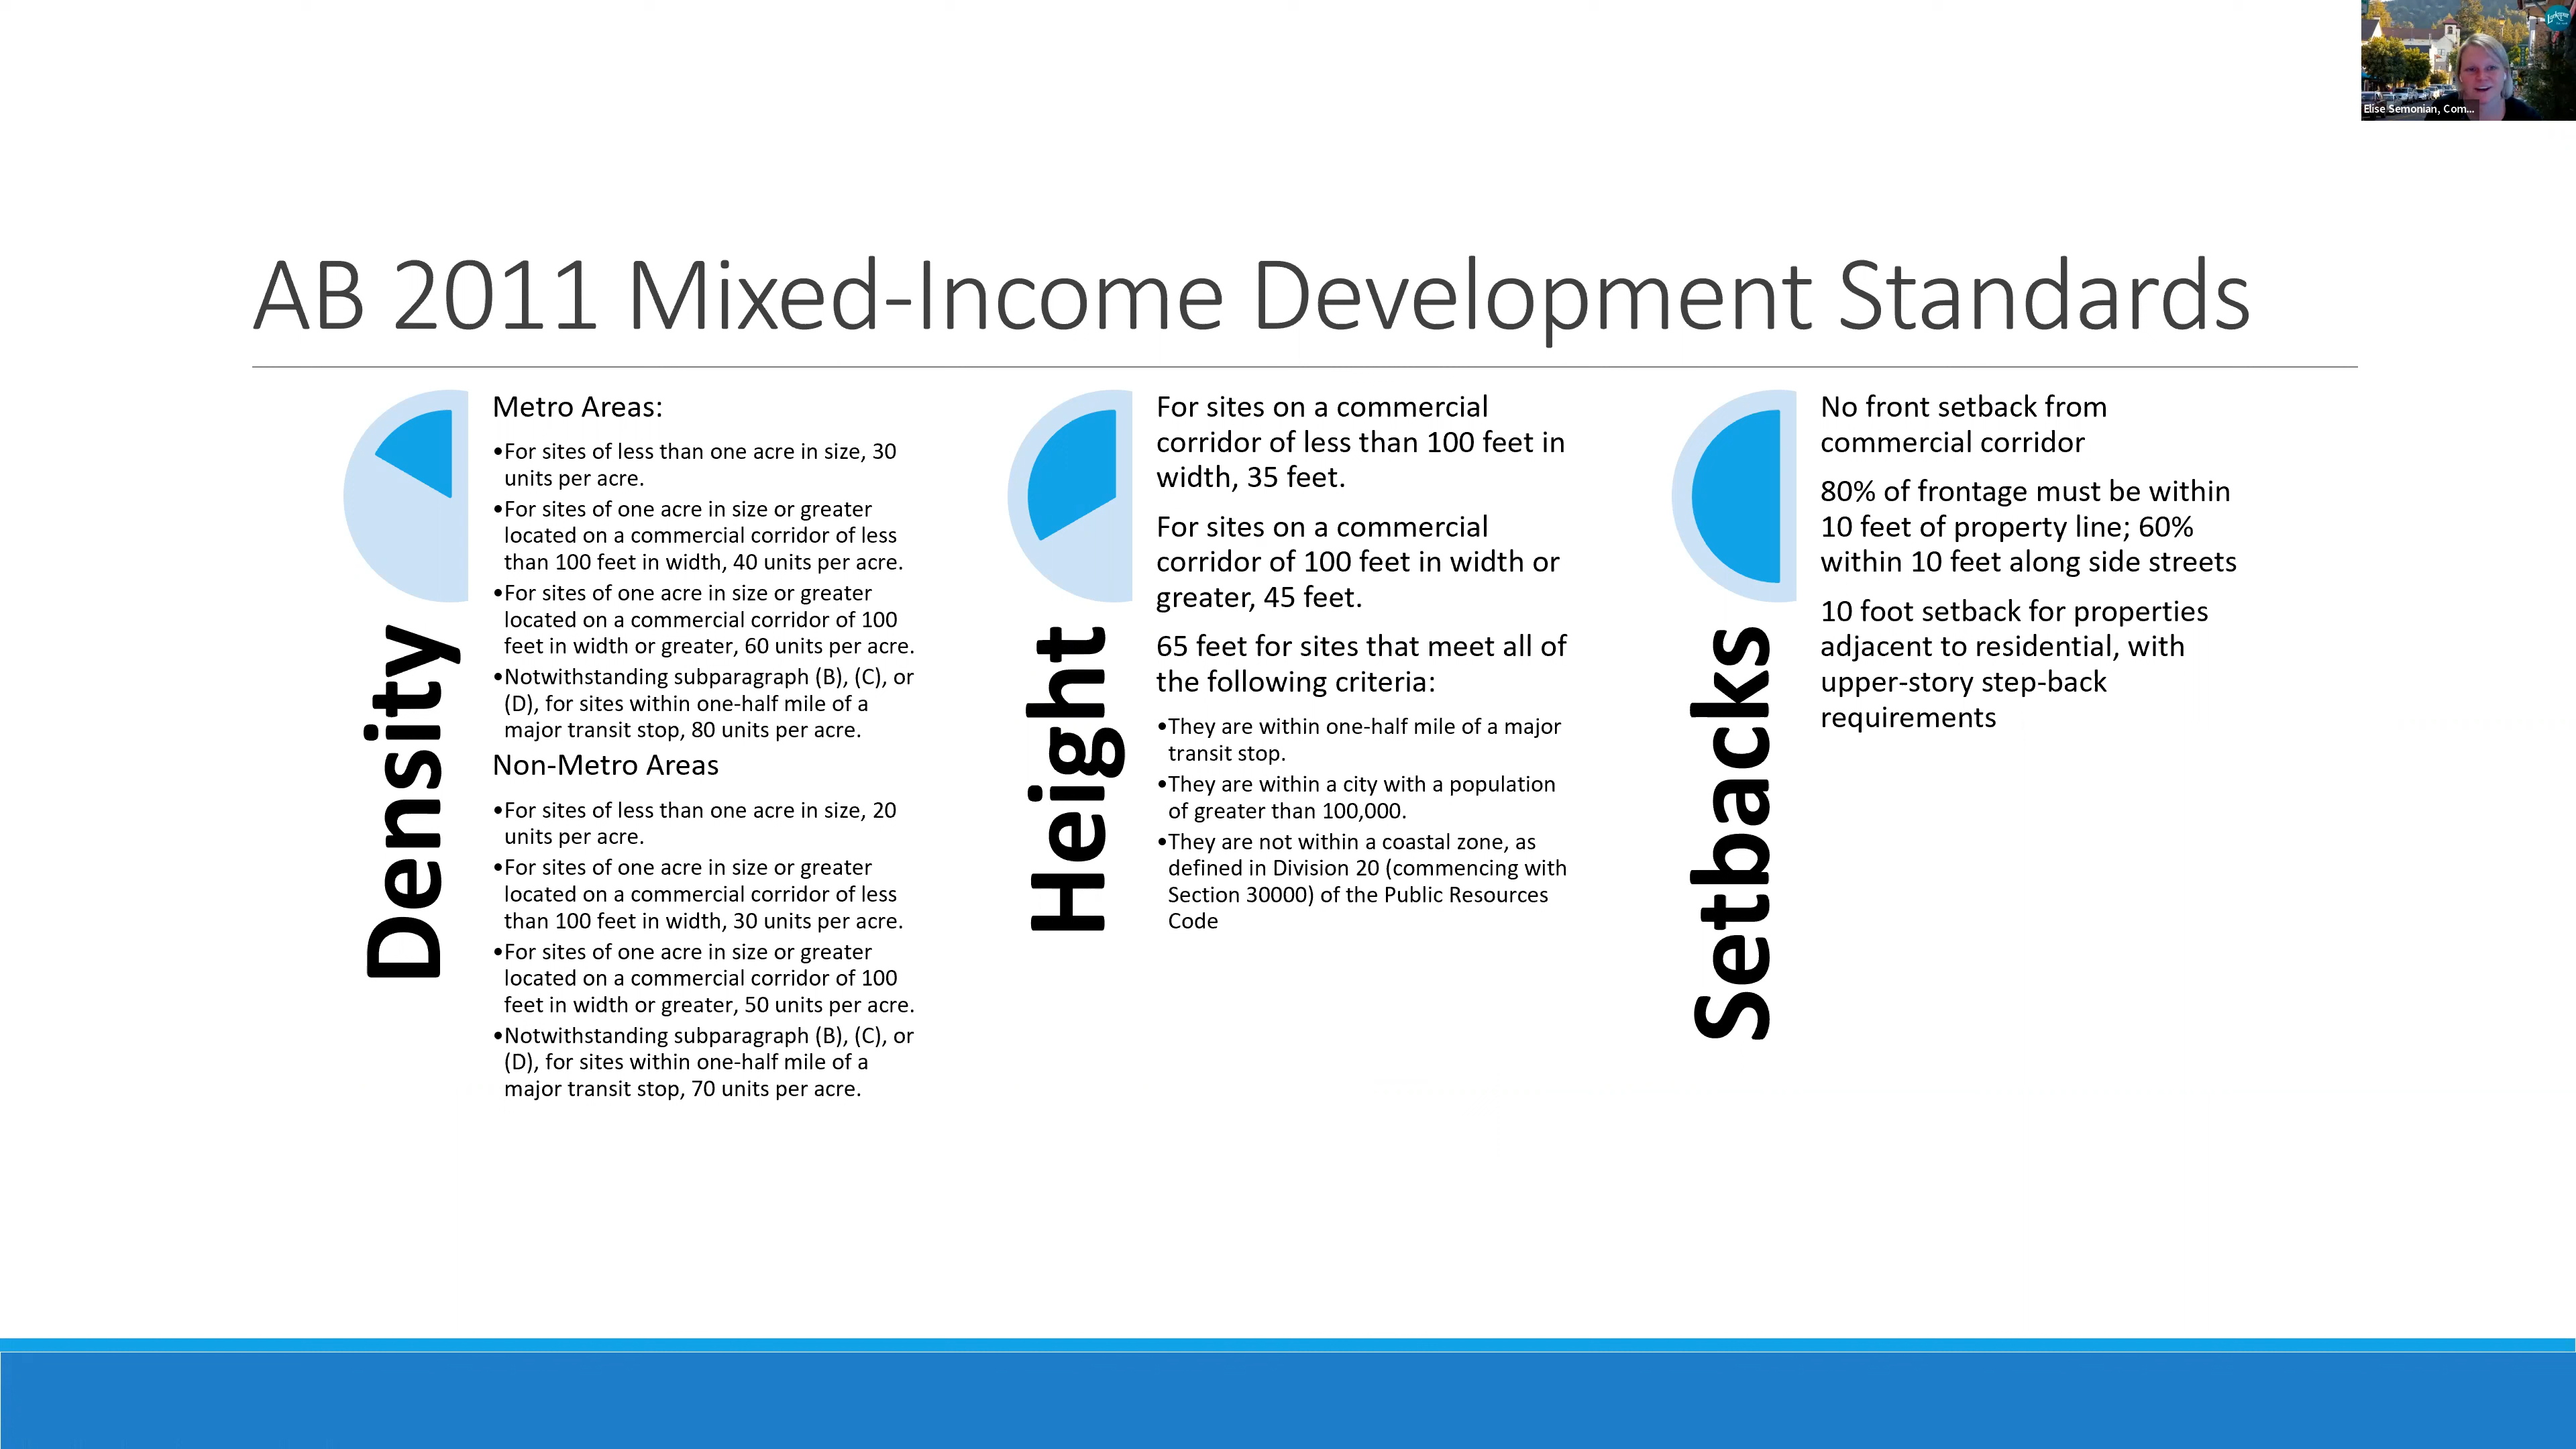 Elise Semonian, Com...
AB 2011 Mixed-Income Development Standards
Density
Metro Areas:
•For sites of less than one acre in size, 30
units per acre.
•For sites of one acre in size or greater
located on a commercial corridor of less
than 100 feet in width, 40 units per acre.
•For sites of one acre in size or greater
located on a commercial corridor of 100
feet in width or greater, 60 units per acre.
•Notwithstanding subparagraph (B), (C), or
(D), for sites within one-half mile of a
major transit stop, 80 units per acre.
Non-Metro Areas
•For sites of less than one acre in size, 20
units per acre.
•For sites of one acre in size or greater
located on a commercial corridor of less
than 100 feet in width, 30 units per acre.
•For sites of one acre in size or greater
located on a commercial corridor of 100
feet in width or greater, 50 units per acre.
•Notwithstanding subparagraph (B), (C), or
(D), for sites within one-half mile of a
major transit stop, 70 units per acre.
Height
For sites on a commercial
corridor of less than 100 feet in
width, 35 feet.
For sites on a commercial
corridor of 100 feet in width or
greater, 45 feet.
65 feet for sites that meet all of
the following criteria:
•They are within one-half mile of a major
transit stop.
•They are within a city with a population
of greater than 100,000.
•They are not within a coastal zone, as
defined in Division 20 (commencing with
Section 30000) of the Public Resources
Code
Setbacks
No front setback from
commercial corridor
80% of frontage must be within
10 feet of property line; 60%
within 10 feet along side streets
10 foot setback for properties
adjacent to residential, with
upper-story step-back
requirements